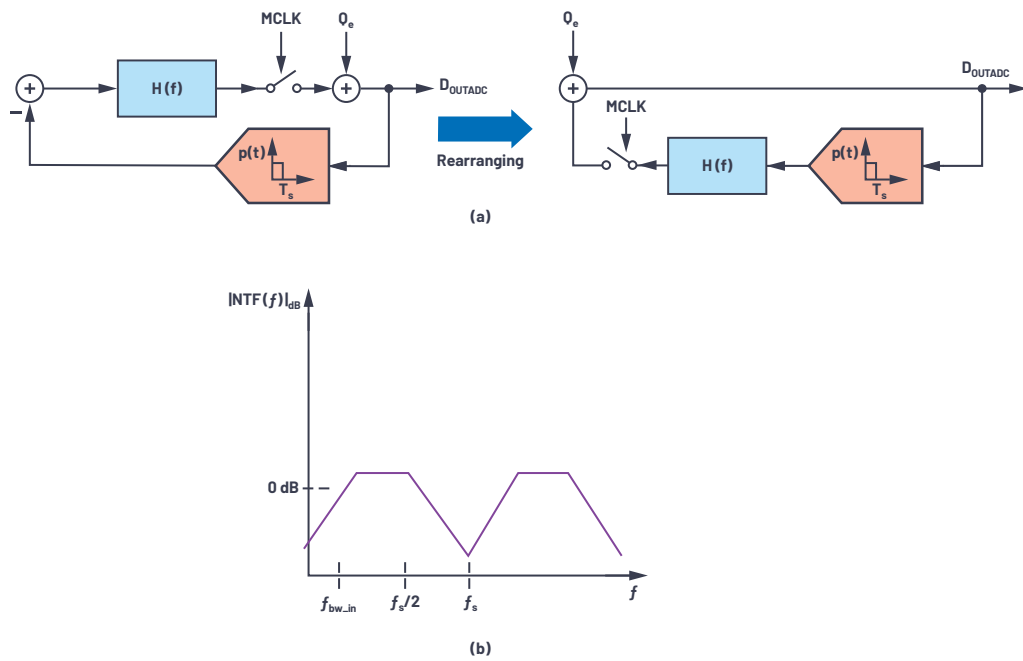 MCLK
Qe
+
H(f)
+
DOUTADC
−
p(t)
Ts
Rearranging
Qe
+
DOUTADC
MCLK
H(f)
p(t)
Ts
(a)
|NTF(f)|dB
0 dB
fbw_in
fs/2
fs
f
(b)